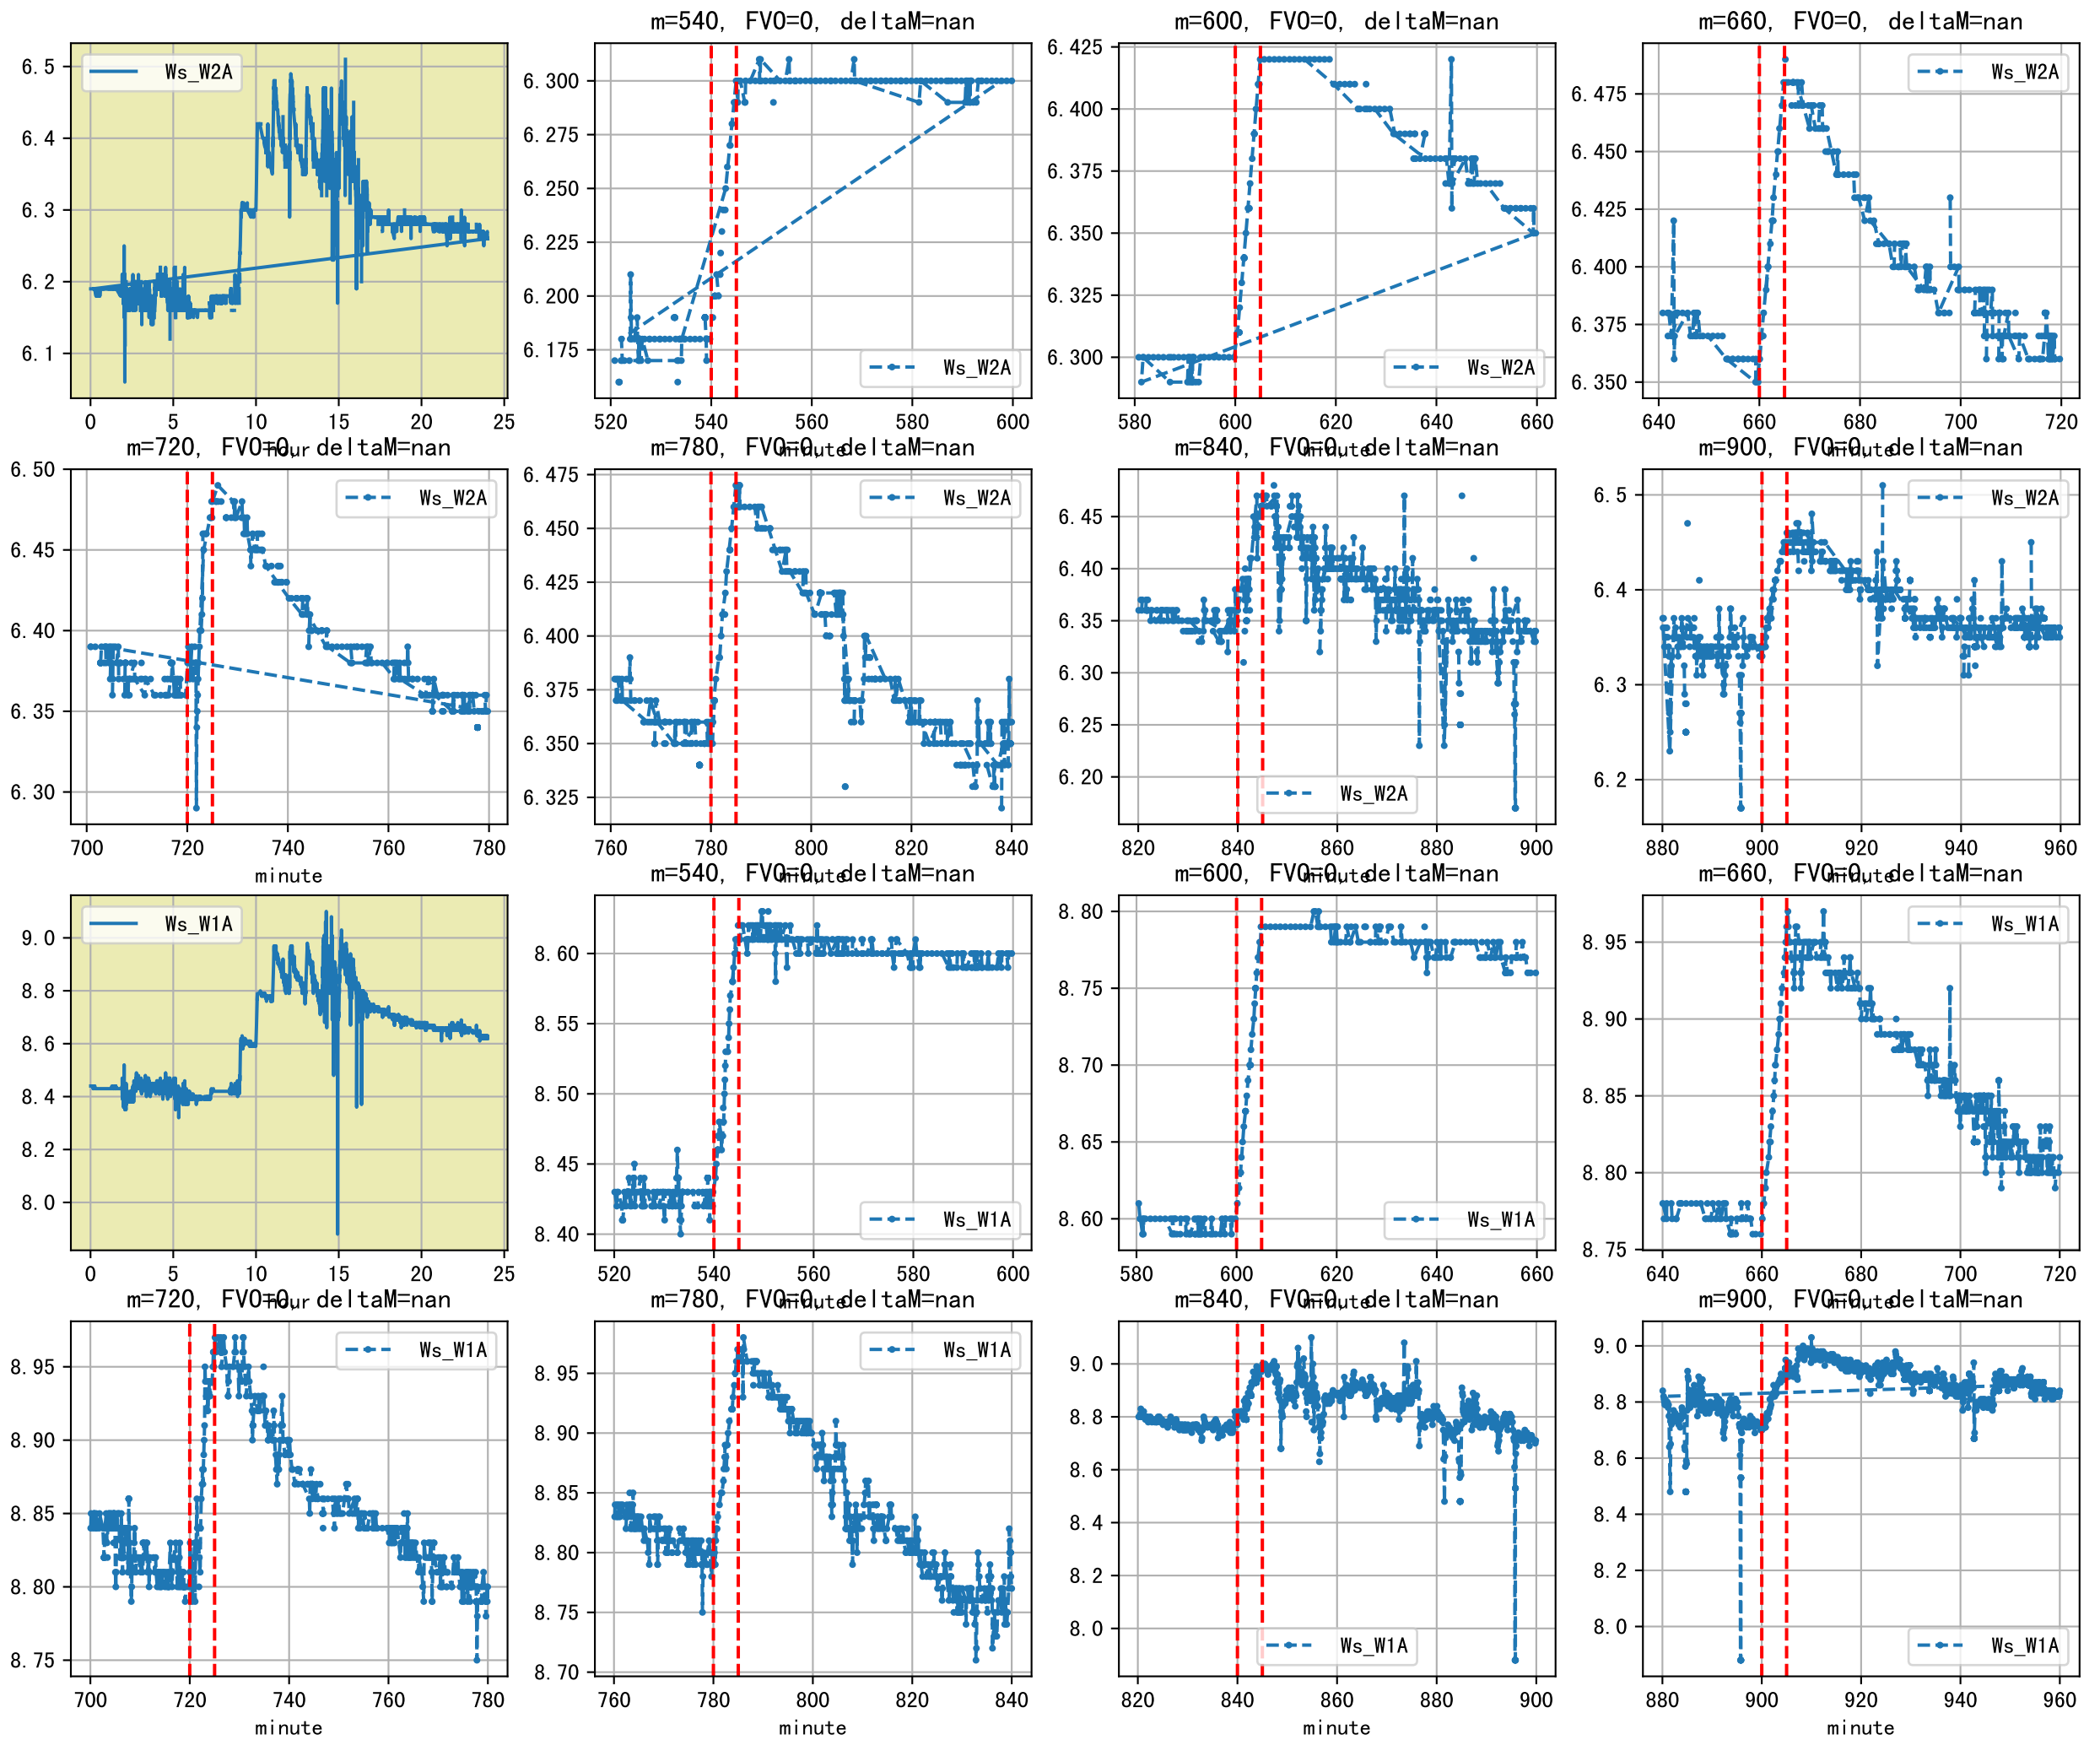 m=540, FVO=0, deltaM=nan
m=600, FVO=0, deltaM=nan
m=660, FVO=0, deltaM=nan
6.5
6.4
6.3
6.2
6.1
Ws_W2A
0 5 10 15 20 25
hour
6.300
6.275
6.250
6.225
6.200
6.175
Ws_W2A
520 540 560 580 600
minute
6.425
6.400
6.375
6.350
6.325
6.300
Ws_W2A
580 600 620 640 660
minute
6.475
6.450
6.425
6.400
6.375
6.350
Ws_W2A
640 660 680 700 720
m=720, FVO=0, deltaM=nan
m=780, FVO=0, deltaM=nan
m=840, FVO=0, deltaM=nan
m=900, FVO=0, deltaM=nan
6.50
6.45
6.40
6.35
6.30
Ws_W2A
700 720 740 760 780
minute
6.475
6.450
6.425
6.400
6.375
6.350
6.325
Ws_W2A
760 780 800 820 840
minute
6.45
6.40
6.35
6.30
6.25
6.20
Ws_W2A
820 840 860 880 900
minute
6.5
6.4
6.3
6.2
Ws_W2A
880 900 920 940 960
minute
m=540, FVO=0, deltaM=nan
m=600, FVO=0, deltaM=nan
m=660, FVO=0, deltaM=nan
9.0
8.8
8.6
8.4
8.2
8.0
Ws_W1A
0 5 10 15 20 25
hour
8.60
8.55
8.50
8.45
8.40
Ws_W1A
520 540 560 580 600
minute
8.80
8.75
8.70
8.65
8.60
Ws_W1A
580 600 620 640 660
minute
8.95
8.90
8.85
8.80
8.75
Ws_W1A
640 660 680 700 720
minute
m=720, FVO=0, deltaM=nan
m=780, FVO=0, deltaM=nan
m=840, FVO=0, deltaM=nan
m=900, FVO=0, deltaM=nan
8.95
8.90
8.85
8.80
8.75
Ws_W1A
700 720 740 760 780
minute
8.95
8.90
8.85
8.80
8.75
8.70
Ws_W1A
760 780 800 820 840
minute
9.0
8.8
8.6
8.4
8.2
8.0
Ws_W1A
820 840 860 880 900
minute
9.0
8.8
8.6
8.4
8.2
8.0
Ws_W1A
880 900 920 940 960
minute